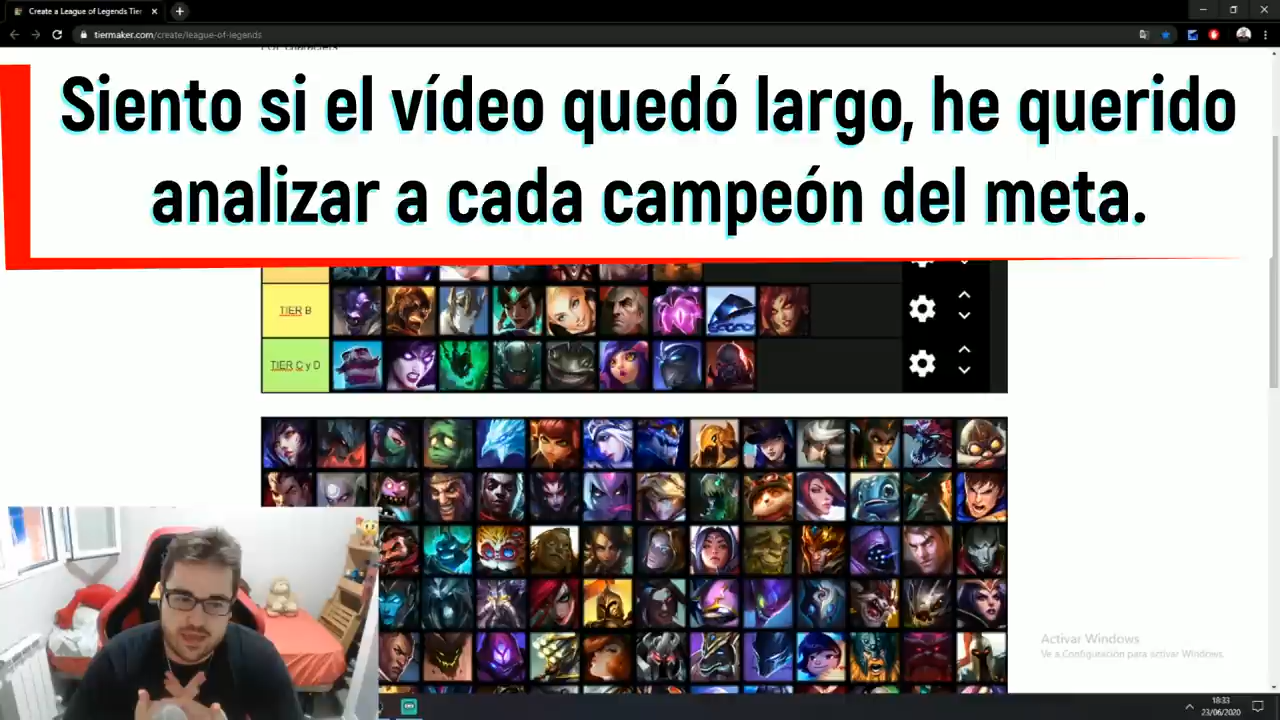 Create a League of Legends Tier
tiermaker.com/create/league-of-legends
Siento si el vídeo quedó largo, he querido
analizar a cada campeón del meta.
TIER B
TIER C y D
Activar Windows
Ve a Configuración para activar Windows.
18:33
23/06/2020